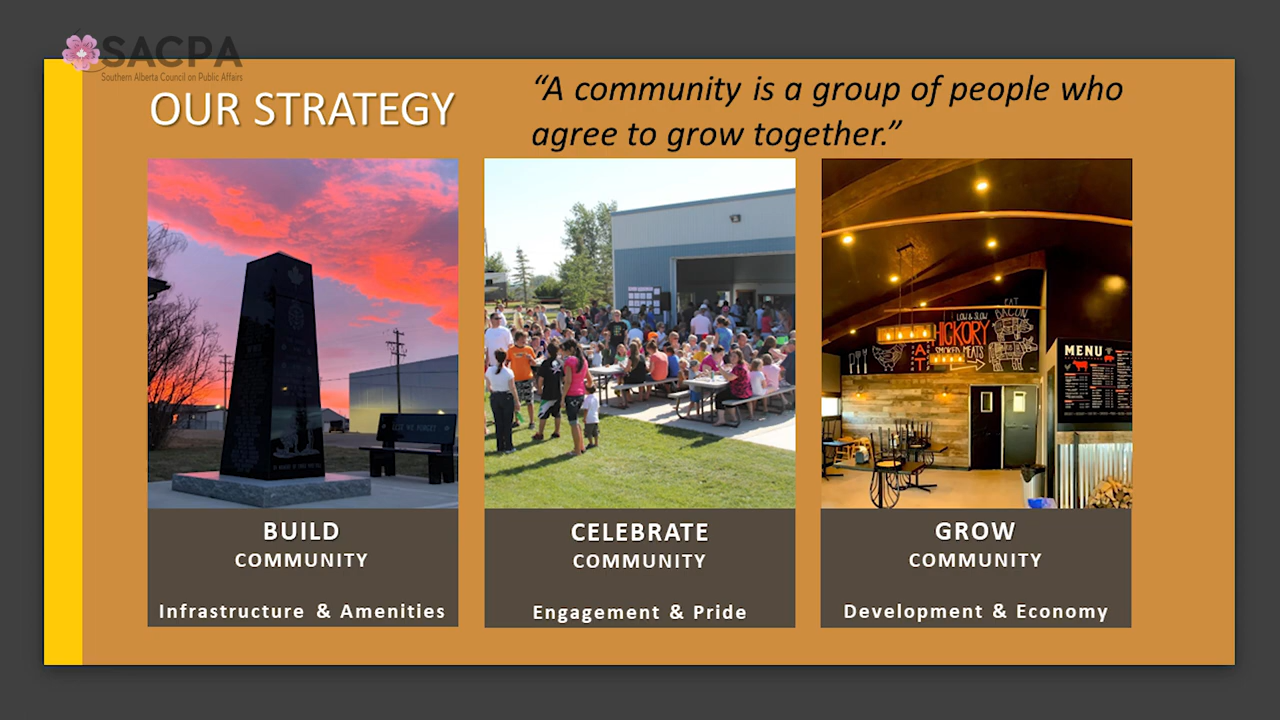 SACPA
Southern Alberta Council on Public Affairs
OUR STRATEGY
“A community is a group of people who
agree to grow together.”
LEST WE FORGET
FAT
BACON
LOW & SLOW
HICKORY
SMOKED MEATS
EAT
MENU
BUILD
COMMUNITY
Infrastructure & Amenities
CELEBRATE
COMMUNITY
Engagement & Pride
GROW
COMMUNITY
Development & Economy